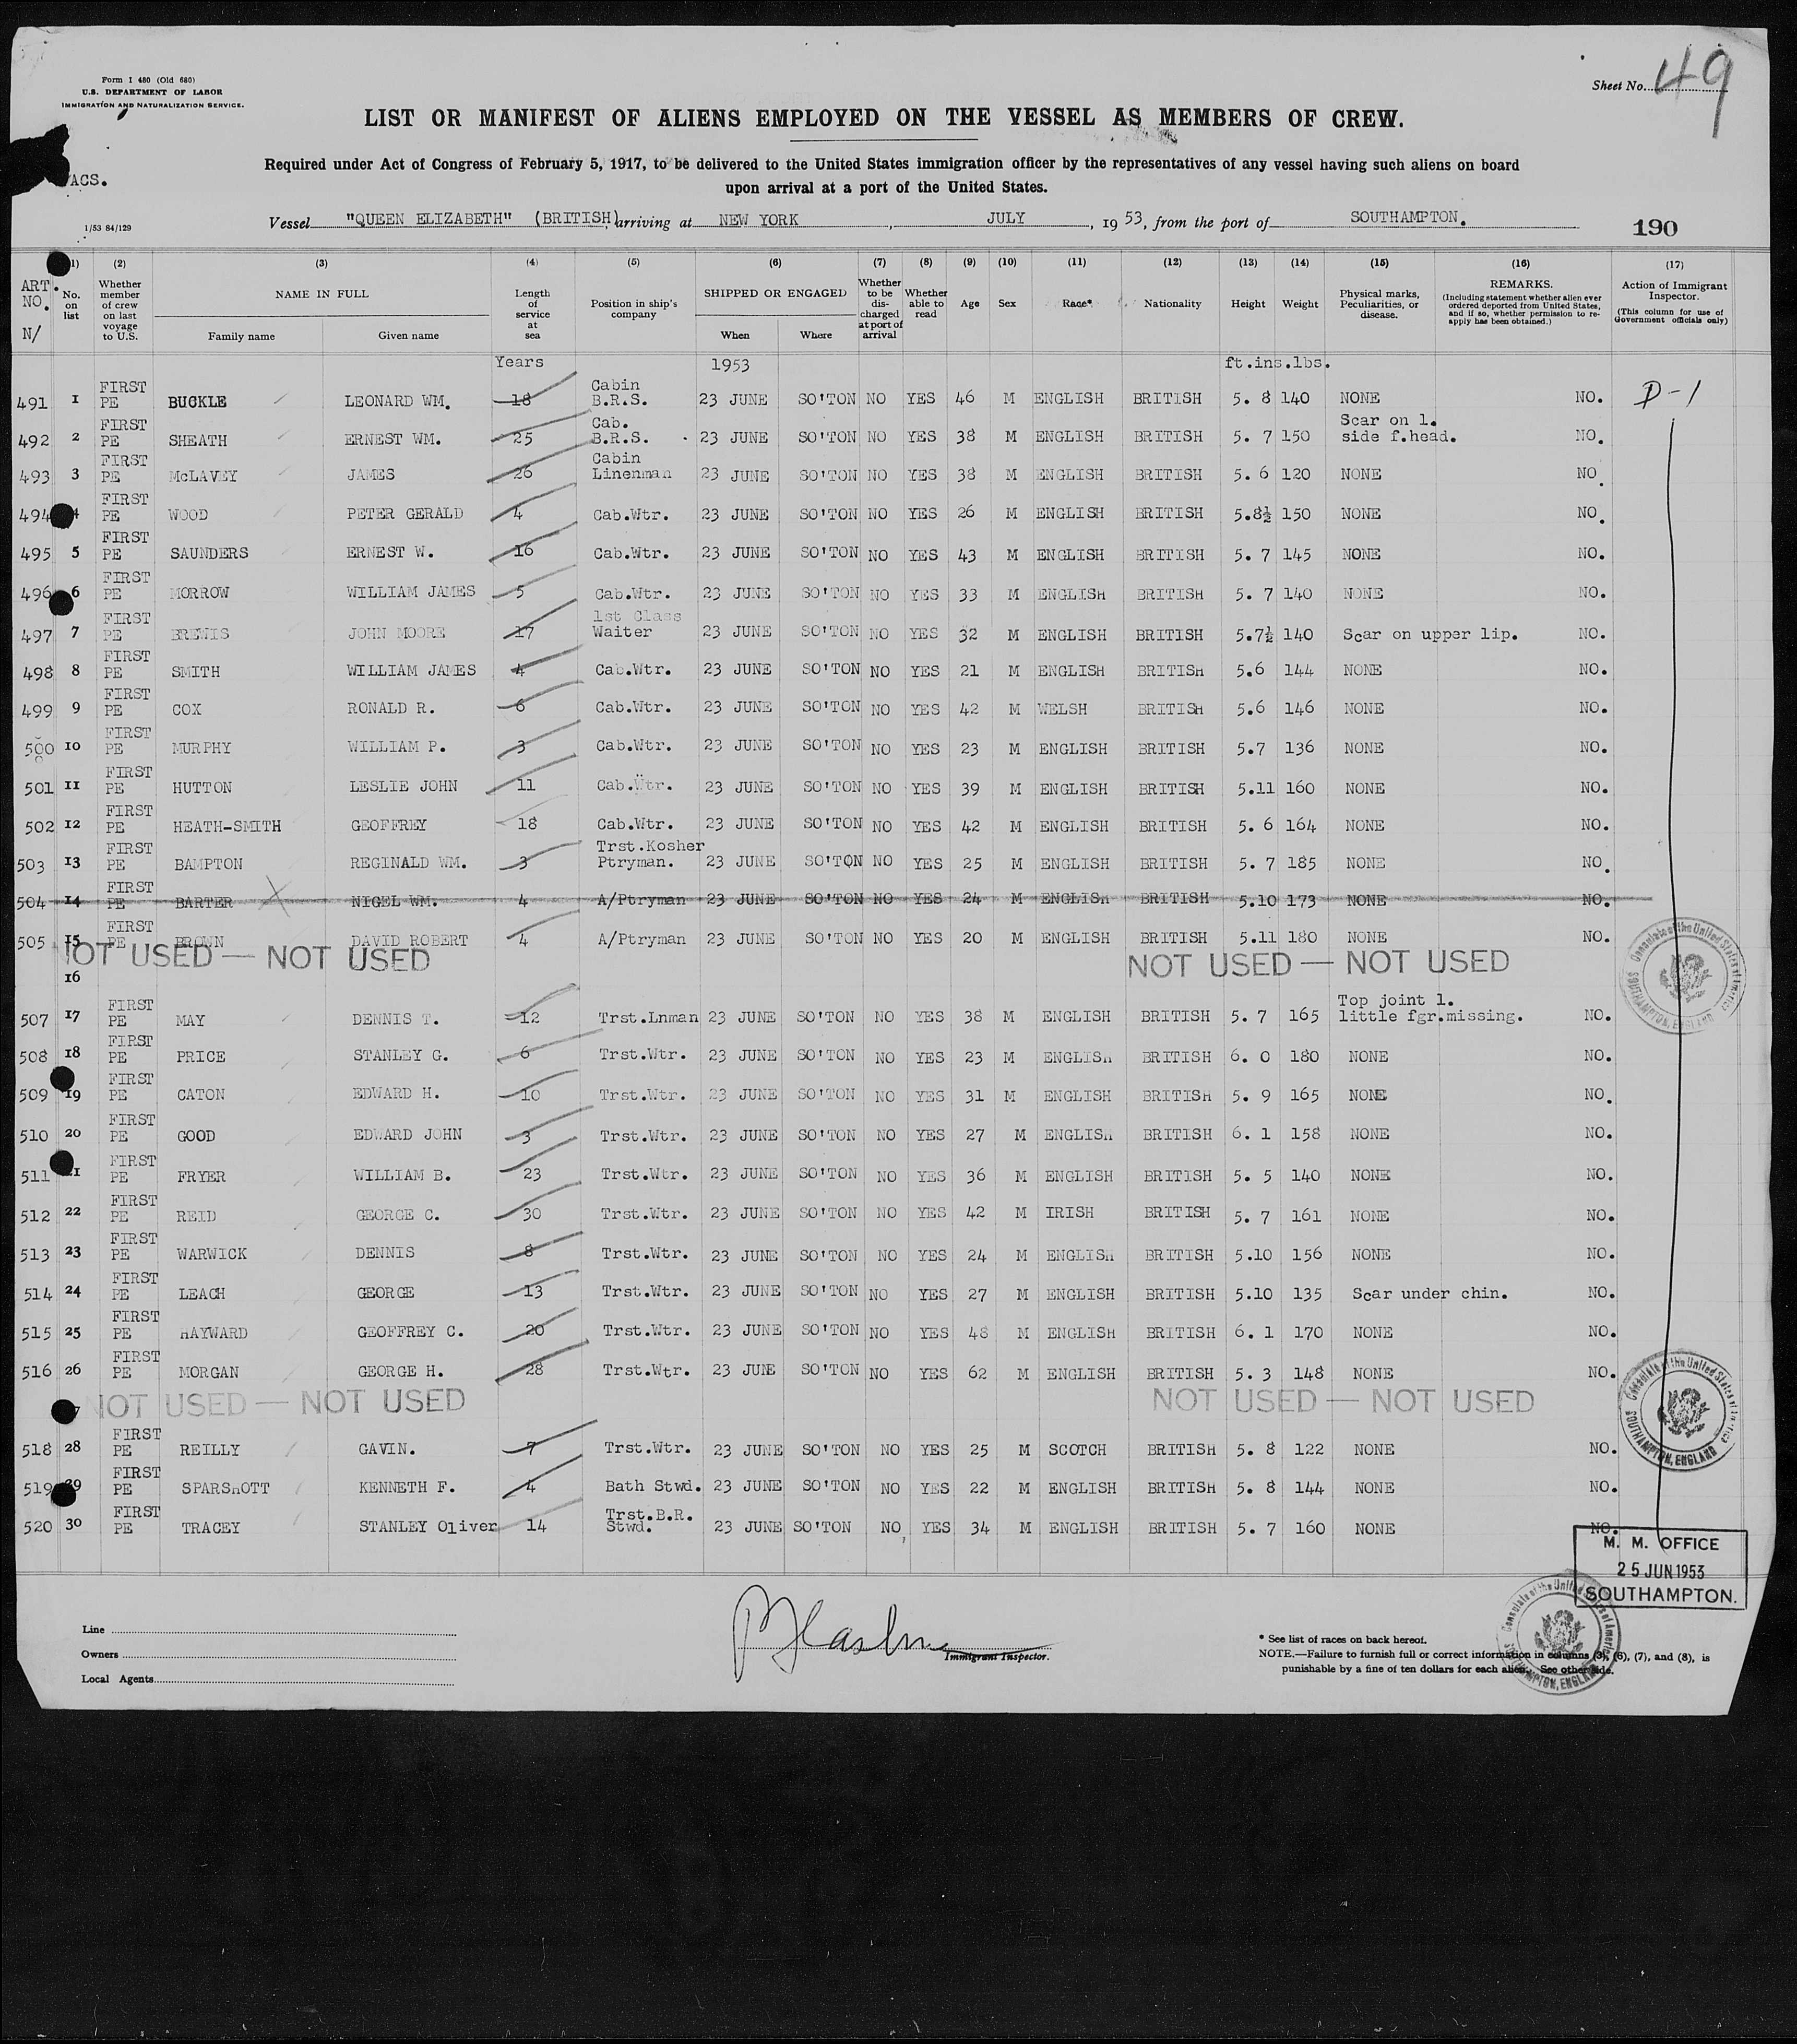 Form I 480 (Old 680)
U.S. DEPARTMENT OF LABOR
IMMIGRATION AND NATURALIZATION SERVICE.
Sheet No. 49
LIST OR MANIFEST OF ALIENS EMPLOYED ON THE VESSEL AS MEMBERS OF CREW.
Required under Act of Congress of February 5, 1917, to be delivered to the United States immigration officer by the representatives of any vessel having such aliens on board
upon arrival at a port of the United States.
VACS.
1/53 84/129
Vessel "QUEEN ELIZABETH" (BRITISH), arriving at NEW YORK, JULY, 19 53, from the port of SOUTHAMPTON.
190
(1) (2) (3) (4) (5) (6) (7) (8) (9) (10) (11) (12) (13) (14) (15) (16) (17)
ART. NO. N/ No. on list Whether member of crew on last voyage to U.S. NAME IN FULL Family name Given name Length of service at sea Position in ship's company SHIPPED OR ENGAGED When Where Whether to be discharged at port of arrival Whether able to read Age Sex Race* Nationality Height Weight Physical marks, Peculiarities, or disease. REMARKS. (Including statement whether alien ever ordered deported from United States, and if so, whether permission to re-apply has been obtained.) Action of Immigrant Inspector. (This column for use of Government officials only)
Years 1953 ft.ins.lbs.
491 1 FIRST PE BUCKLE LEONARD WM. 18 Cabin B.R.S. 23 JUNE SO'TON NO YES 46 M ENGLISH BRITISH 5. 8 140 NONE NO. D-1
492 2 FIRST PE SHEATH ERNEST WM. 25 Cab. B.R.S. 23 JUNE SO'TON NO YES 38 M ENGLISH BRITISH 5. 7 150 Scar on l. side f.head. NO.
493 3 FIRST PE McLAVEY JAMES 26 Cabin Linenman 23 JUNE SO'TON NO YES 38 M ENGLISH BRITISH 5. 6 120 NONE NO.
494 4 FIRST PE WOOD PETER GERALD 4 Cab.Wtr. 23 JUNE SO'TON NO YES 26 M ENGLISH BRITISH 5.8½ 150 NONE NO.
495 5 FIRST PE SAUNDERS ERNEST W. 16 Cab.Wtr. 23 JUNE SO'TON NO YES 43 M ENGLISH BRITISH 5. 7 145 NONE NO.
496 6 FIRST PE MORROW WILLIAM JAMES 5 Cab.Wtr. 23 JUNE SO'TON NO YES 33 M ENGLISH BRITISH 5. 7 140 NONE NO.
497 7 FIRST PE BREWIS JOHN MOORE 17 1st Class Waiter 23 JUNE SO'TON NO YES 32 M ENGLISH BRITISH 5.7½ 140 Scar on upper lip. NO.
498 8 FIRST PE SMITH WILLIAM JAMES 4 Cab.Wtr. 23 JUNE SO'TON NO YES 21 M ENGLISH BRITISH 5.6 144 NONE NO.
499 9 FIRST PE COX RONALD R. 6 Cab.Wtr. 23 JUNE SO'TON NO YES 42 M WELSH BRITISH 5.6 146 NONE NO.
500 10 FIRST PE MURPHY WILLIAM P. 3 Cab.Wtr. 23 JUNE SO'TON NO YES 23 M ENGLISH BRITISH 5.7 136 NONE NO.
501 11 FIRST PE HUTTON LESLIE JOHN 11 Cab.Wtr. 23 JUNE SO'TON NO YES 39 M ENGLISH BRITISH 5.11 160 NONE NO.
502 12 FIRST PE HEATH-SMITH GEOFFREY 18 Cab.Wtr. 23 JUNE SO'TON NO YES 42 M ENGLISH BRITISH 5. 6 164 NONE NO.
503 13 FIRST PE BAMPTON REGINALD WM. 3 Trst.Kosher Ptryman. 23 JUNE SO'TON NO YES 25 M ENGLISH BRITISH 5. 7 185 NONE NO.
504 14 FIRST PE BARTER NIGEL WM. 4 A/Ptryman 23 JUNE SO'TON NO YES 24 M ENGLISH BRITISH 5.10 173 NONE NO.
505 15 FIRST PE BROWN DAVID ROBERT 4 A/Ptryman 23 JUNE SO'TON NO YES 20 M ENGLISH BRITISH 5.11 180 NONE NO.
NOT USED — NOT USED NOT USED — NOT USED
16
507 17 FIRST PE MAY DENNIS T. 12 Trst.Lnman 23 JUNE SO'TON NO YES 38 M ENGLISH BRITISH 5. 7 165 Top joint l. little fgr.missing. NO.
508 18 FIRST PE PRICE STANLEY G. 6 Trst.Wtr. 23 JUNE SO'TON NO YES 23 M ENGLISH BRITISH 6. 0 180 NONE NO.
509 19 FIRST PE CATON EDWARD H. 10 Trst.Wtr. 23 JUNE SO'TON NO YES 31 M ENGLISH BRITISH 5. 9 165 NONE NO.
510 20 FIRST PE GOOD EDWARD JOHN 3 Trst.Wtr. 23 JUNE SO'TON NO YES 27 M ENGLISH BRITISH 6. 1 158 NONE NO.
511 21 FIRST PE FRYER WILLIAM B. 23 Trst.Wtr. 23 JUNE SO'TON NO YES 36 M ENGLISH BRITISH 5. 5 140 NONE NO.
512 22 FIRST PE REID GEORGE C. 30 Trst.Wtr. 23 JUNE SO'TON NO YES 42 M IRISH BRITISH 5. 7 161 NONE NO.
513 23 FIRST PE WARWICK DENNIS 8 Trst.Wtr. 23 JUNE SO'TON NO YES 24 M ENGLISH BRITISH 5.10 156 NONE NO.
514 24 FIRST PE LEACH GEORGE 13 Trst.Wtr. 23 JUNE SO'TON NO YES 27 M ENGLISH BRITISH 5.10 135 Scar under chin. NO.
515 25 FIRST PE HAYWARD GEOFFREY C. 20 Trst.Wtr. 23 JUNE SO'TON NO YES 48 M ENGLISH BRITISH 6. 1 170 NONE NO.
516 26 FIRST PE MORGAN GEORGE H. 28 Trst.Wtr. 23 JUNE SO'TON NO YES 62 M ENGLISH BRITISH 5. 3 148 NONE NO.
NOT USED — NOT USED NOT USED — NOT USED
518 28 FIRST PE REILLY GAVIN. 7 Trst.Wtr. 23 JUNE SO'TON NO YES 25 M SCOTCH BRITISH 5. 8 122 NONE NO.
519 29 FIRST PE SPARSHOTT KENNETH F. 4 Bath Stwd. 23 JUNE SO'TON NO YES 22 M ENGLISH BRITISH 5. 8 144 NONE NO.
520 30 FIRST PE TRACEY STANLEY Oliver 14 Trst.B.R. Stwd. 23 JUNE SO'TON NO YES 34 M ENGLISH BRITISH 5. 7 160 NONE NO.
Consulate of the United States of America SOUTHAMPTON, ENGLAND
Consulate of the United States of America SOUTHAMPTON, ENGLAND
M. M. OFFICE
25 JUN 1953
SOUTHAMPTON.
Consulate of the United States of America SOUTHAMPTON, ENGLAND
Line
Owners
Local Agents
Immigrant Inspector.
* See list of races on back hereof.
NOTE.—Failure to furnish full or correct information in columns (3), (6), (7), and (8), is
punishable by a fine of ten dollars for each alien. See other side.